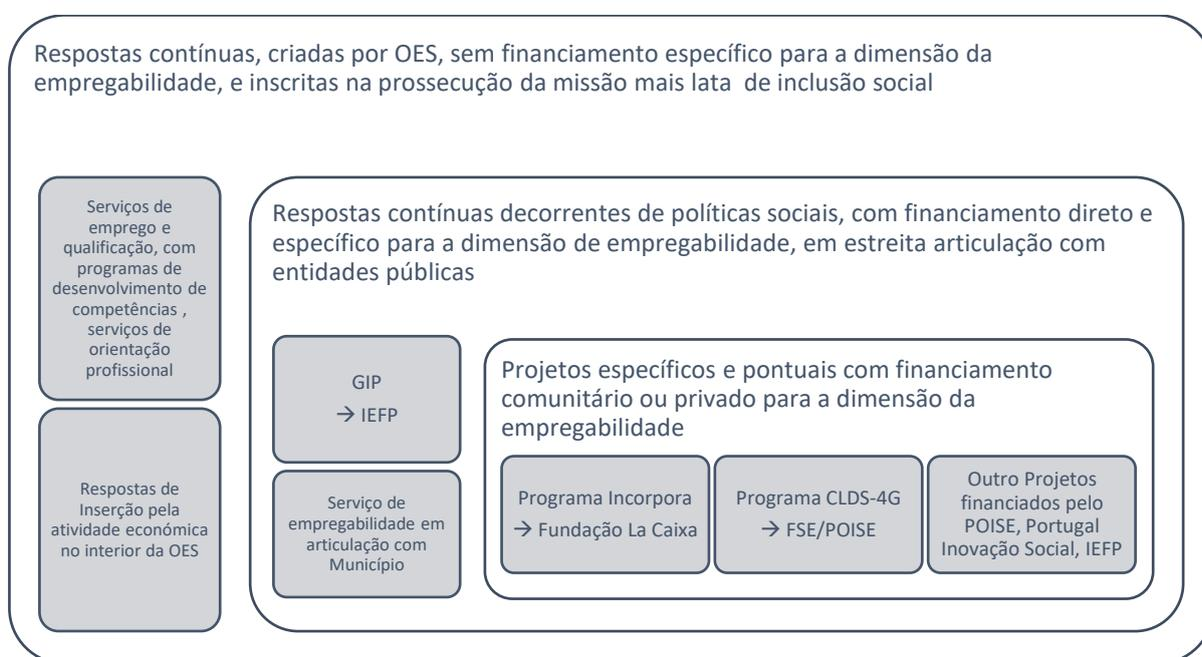 Respostas contínuas, criadas por OES, sem financiamento específico para a dimensão da
empregabilidade, e inscritas na prossecução da missão mais lata  de inclusão social
Serviços de
emprego e
qualificação, com
programas de
desenvolvimento de
competências ,
serviços de
orientação
profissional
Respostas de
Inserção pela
atividade económica
no interior da OES
Respostas contínuas decorrentes de políticas sociais, com financiamento direto e
específico para a dimensão de empregabilidade, em estreita articulação com
entidades públicas
GIP
→ IEFP
Serviço de
empregabilidade em
articulação com
Município
Projetos específicos e pontuais com financiamento
comunitário ou privado para a dimensão da
empregabilidade
Programa Incorpora
→ Fundação La Caixa
Programa CLDS-4G
→ FSE/POISE
Outro Projetos
financiados pelo
POISE, Portugal
Inovação Social, IEFP